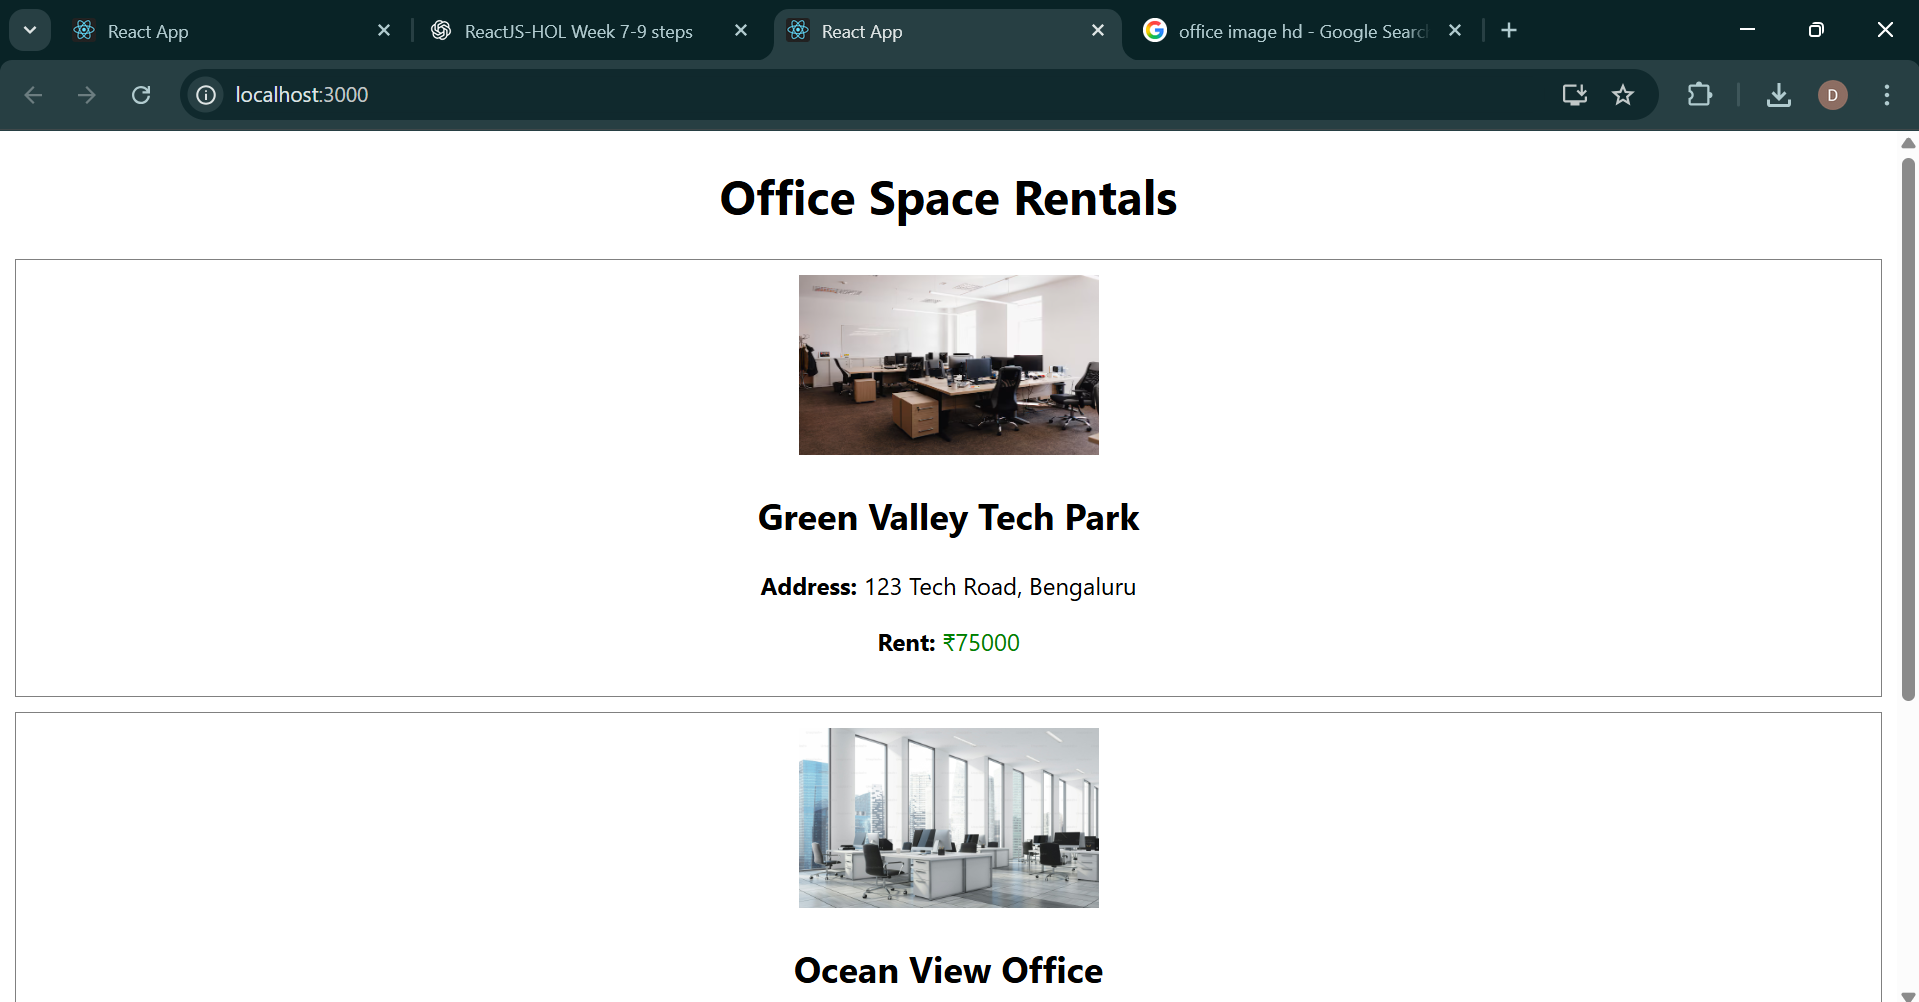 React App
ReactJS-HOL Week 7-9 steps
React App
office image hd - Google Search
localhost:3000
D
Office Space Rentals
Green Valley Tech Park
Address: 123 Tech Road, Bengaluru
Rent: ₹75000
Ocean View Office